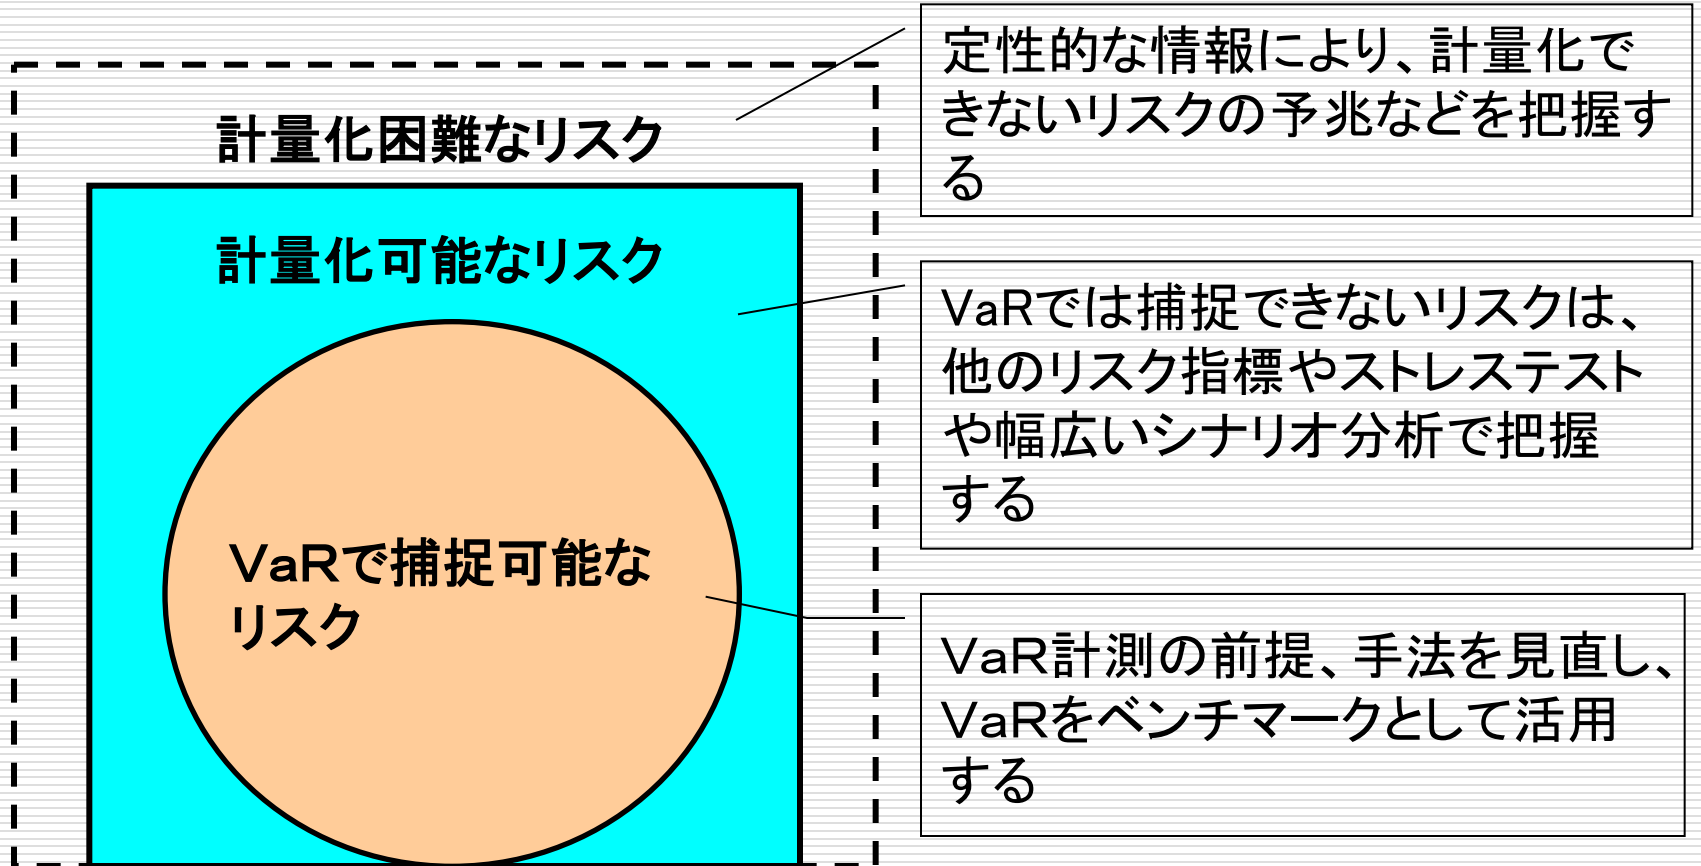 計量化困難なリスク
計量化可能なリスク
VaRで捕捉可能な
リスク
定性的な情報により、計量化で
きないリスクの予兆などを把握す
る
VaRでは捕捉できないリスクは、
他のリスク指標やストレステスト
や幅広いシナリオ分析で把握
する
VaR計測の前提、手法を見直し、
VaRをベンチマークとして活用
する